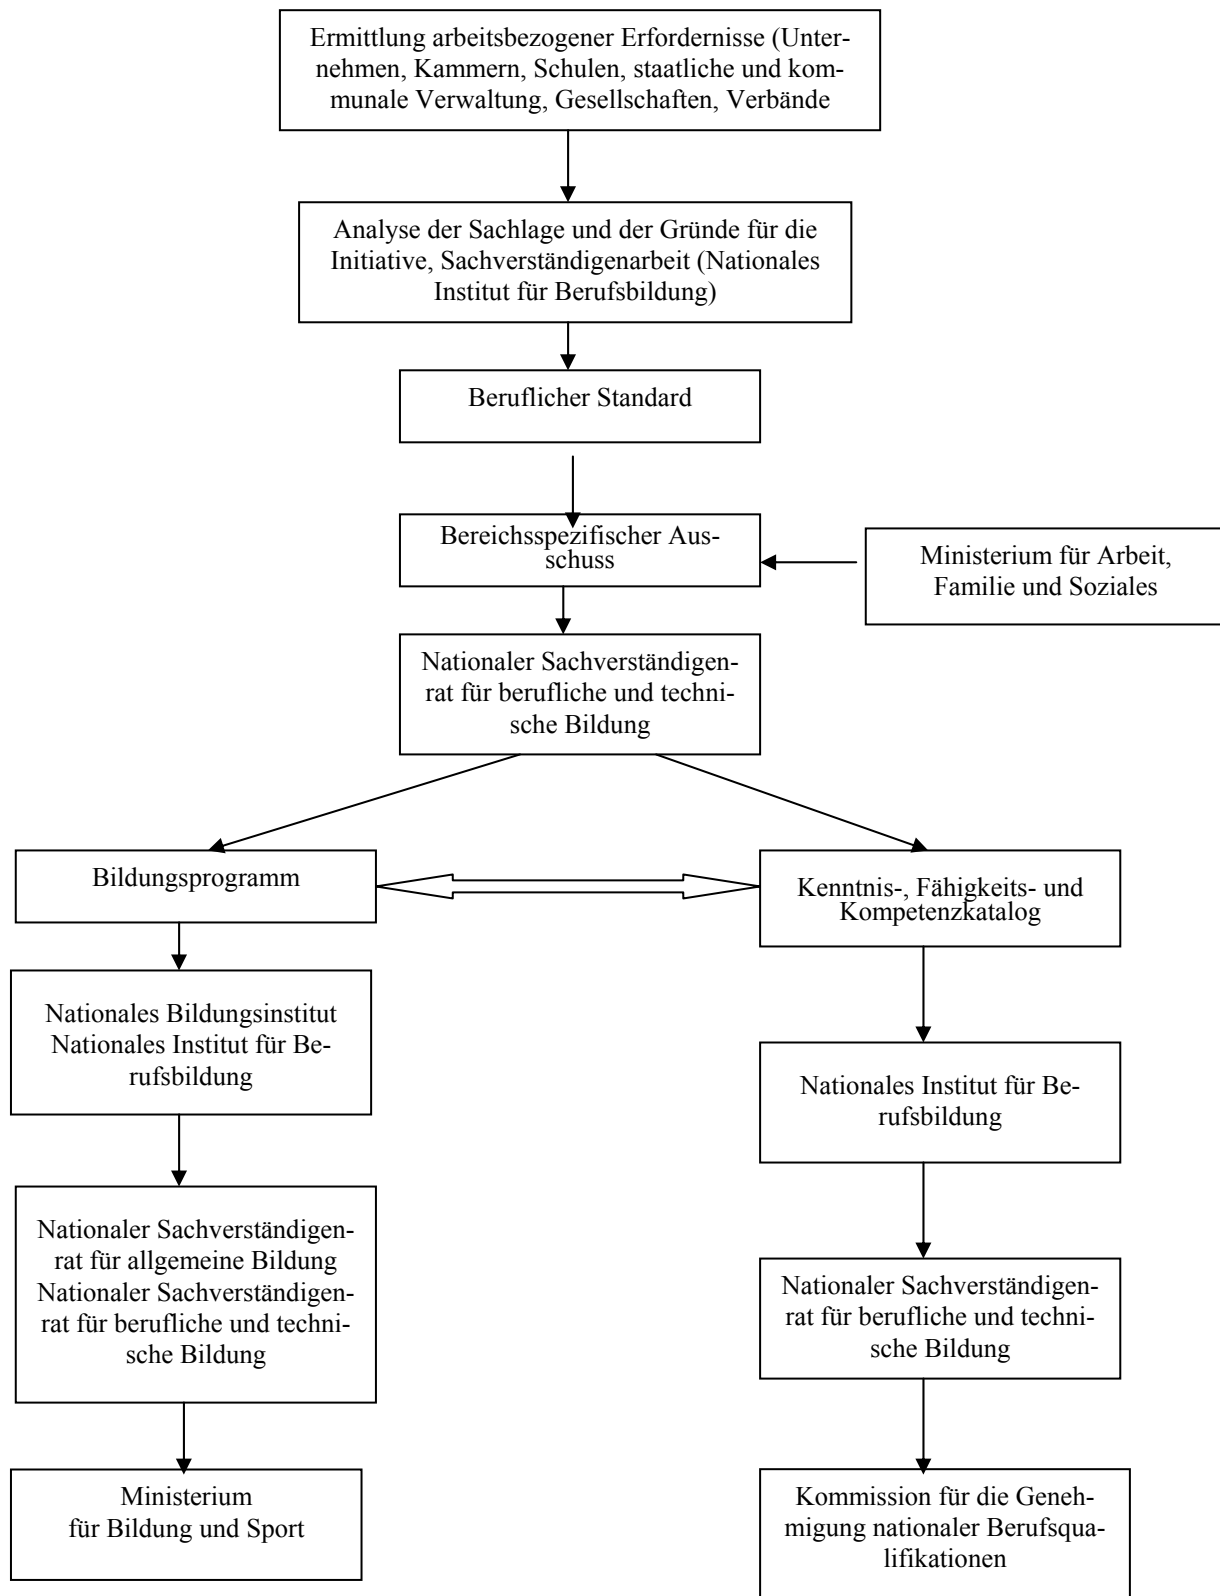 Ermittlung arbeitsbezogener Erfordernisse (Unter-
nehmen, Kammern, Schulen, staatliche und kom-
munale Verwaltung, Gesellschaften, Verbände
Analyse der Sachlage und der Gründe für die
Initiative, Sachverständigenarbeit (Nationales
Institut für Berufsbildung)
Beruflicher Standard
Bereichsspezifischer Aus-
schuss
Ministerium für Arbeit,
Familie und Soziales
Nationaler Sachverständigen-
rat für berufliche und techni-
sche Bildung
Bildungsprogramm
Kenntnis-, Fähigkeits- und
Kompetenzkatalog
Nationales Bildungsinstitut
Nationales Institut für Be-
rufsbildung
Nationales Institut für Be-
rufsbildung
Nationaler Sachverständigen-
rat für allgemeine Bildung
Nationaler Sachverständigen-
rat für berufliche und techni-
sche Bildung
Nationaler Sachverständigen-
rat für berufliche und techni-
sche Bildung
Ministerium
für Bildung und Sport
Kommission für die Geneh-
migung nationaler Berufsqua-
lifikationen